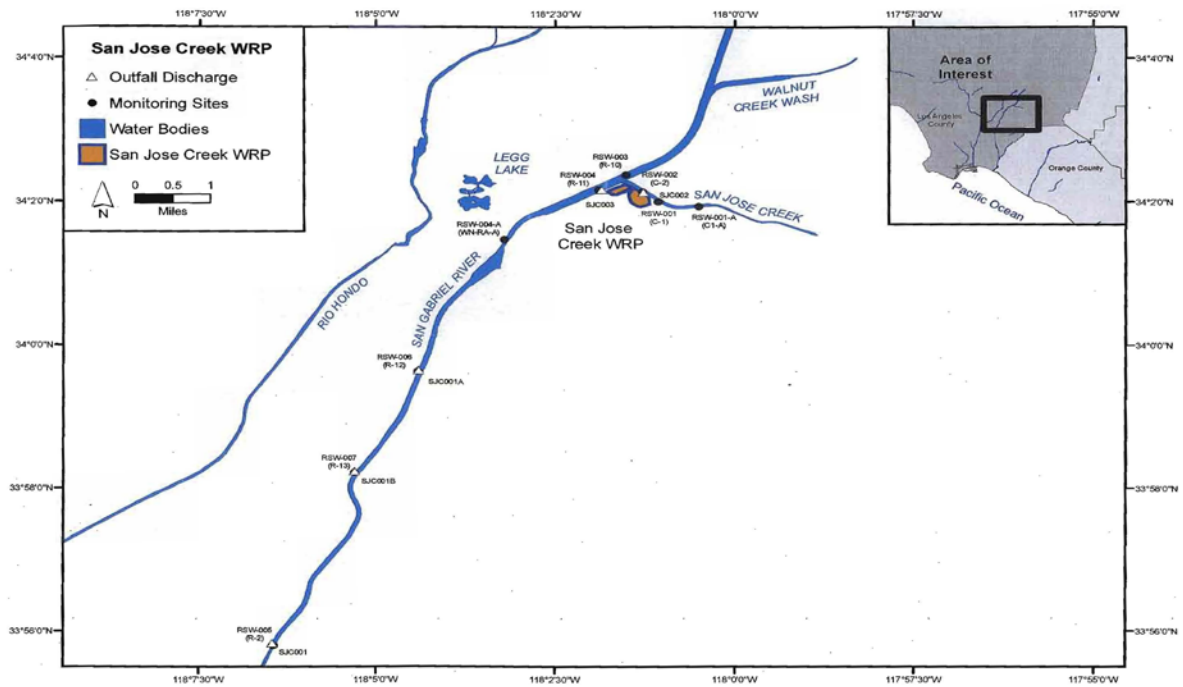 118°7'30"W
118°5'0"W
118°2'30"W
118°0'0"W
117°57'30"W
117°55'0"W
34°4'0"N
34°4'0"N
San Jose Creek WRP
Outfall Discharge
Monitoring Sites
Water Bodies
San Jose Creek WRP
N
0 0.5 1
Miles
Area of
Interest
Los Angeles
County
Orange County
Pacific Ocean
WALNUT
CREEK WASH
LEGG
LAKE
RSW-003
(R-10)
RSW-004
(R-11)
RSW-002
(C-2)
SJC002
SAN JOSE CREEK
34°2'0"N
34°2'0"N
SJC003
RSW-001
(C-1)
RSW-001-A
(C1-A)
San Jose
Creek WRP
RSW-004-A
(WN-RA-A)
RIO HONDO
SAN GABRIEL RIVER
34°0'0"N
34°0'0"N
RSW-006
(R-12)
SJC001A
RSW-007
(R-13)
SJC001B
33°58'0"N
33°58'0"N
RSW-005
(R-2)
SJC001
33°56'0"N
33°56'0"N
118°7'30"W
118°5'0"W
118°2'30"W
118°0'0"W
117°57'30"W
117°55'0"W